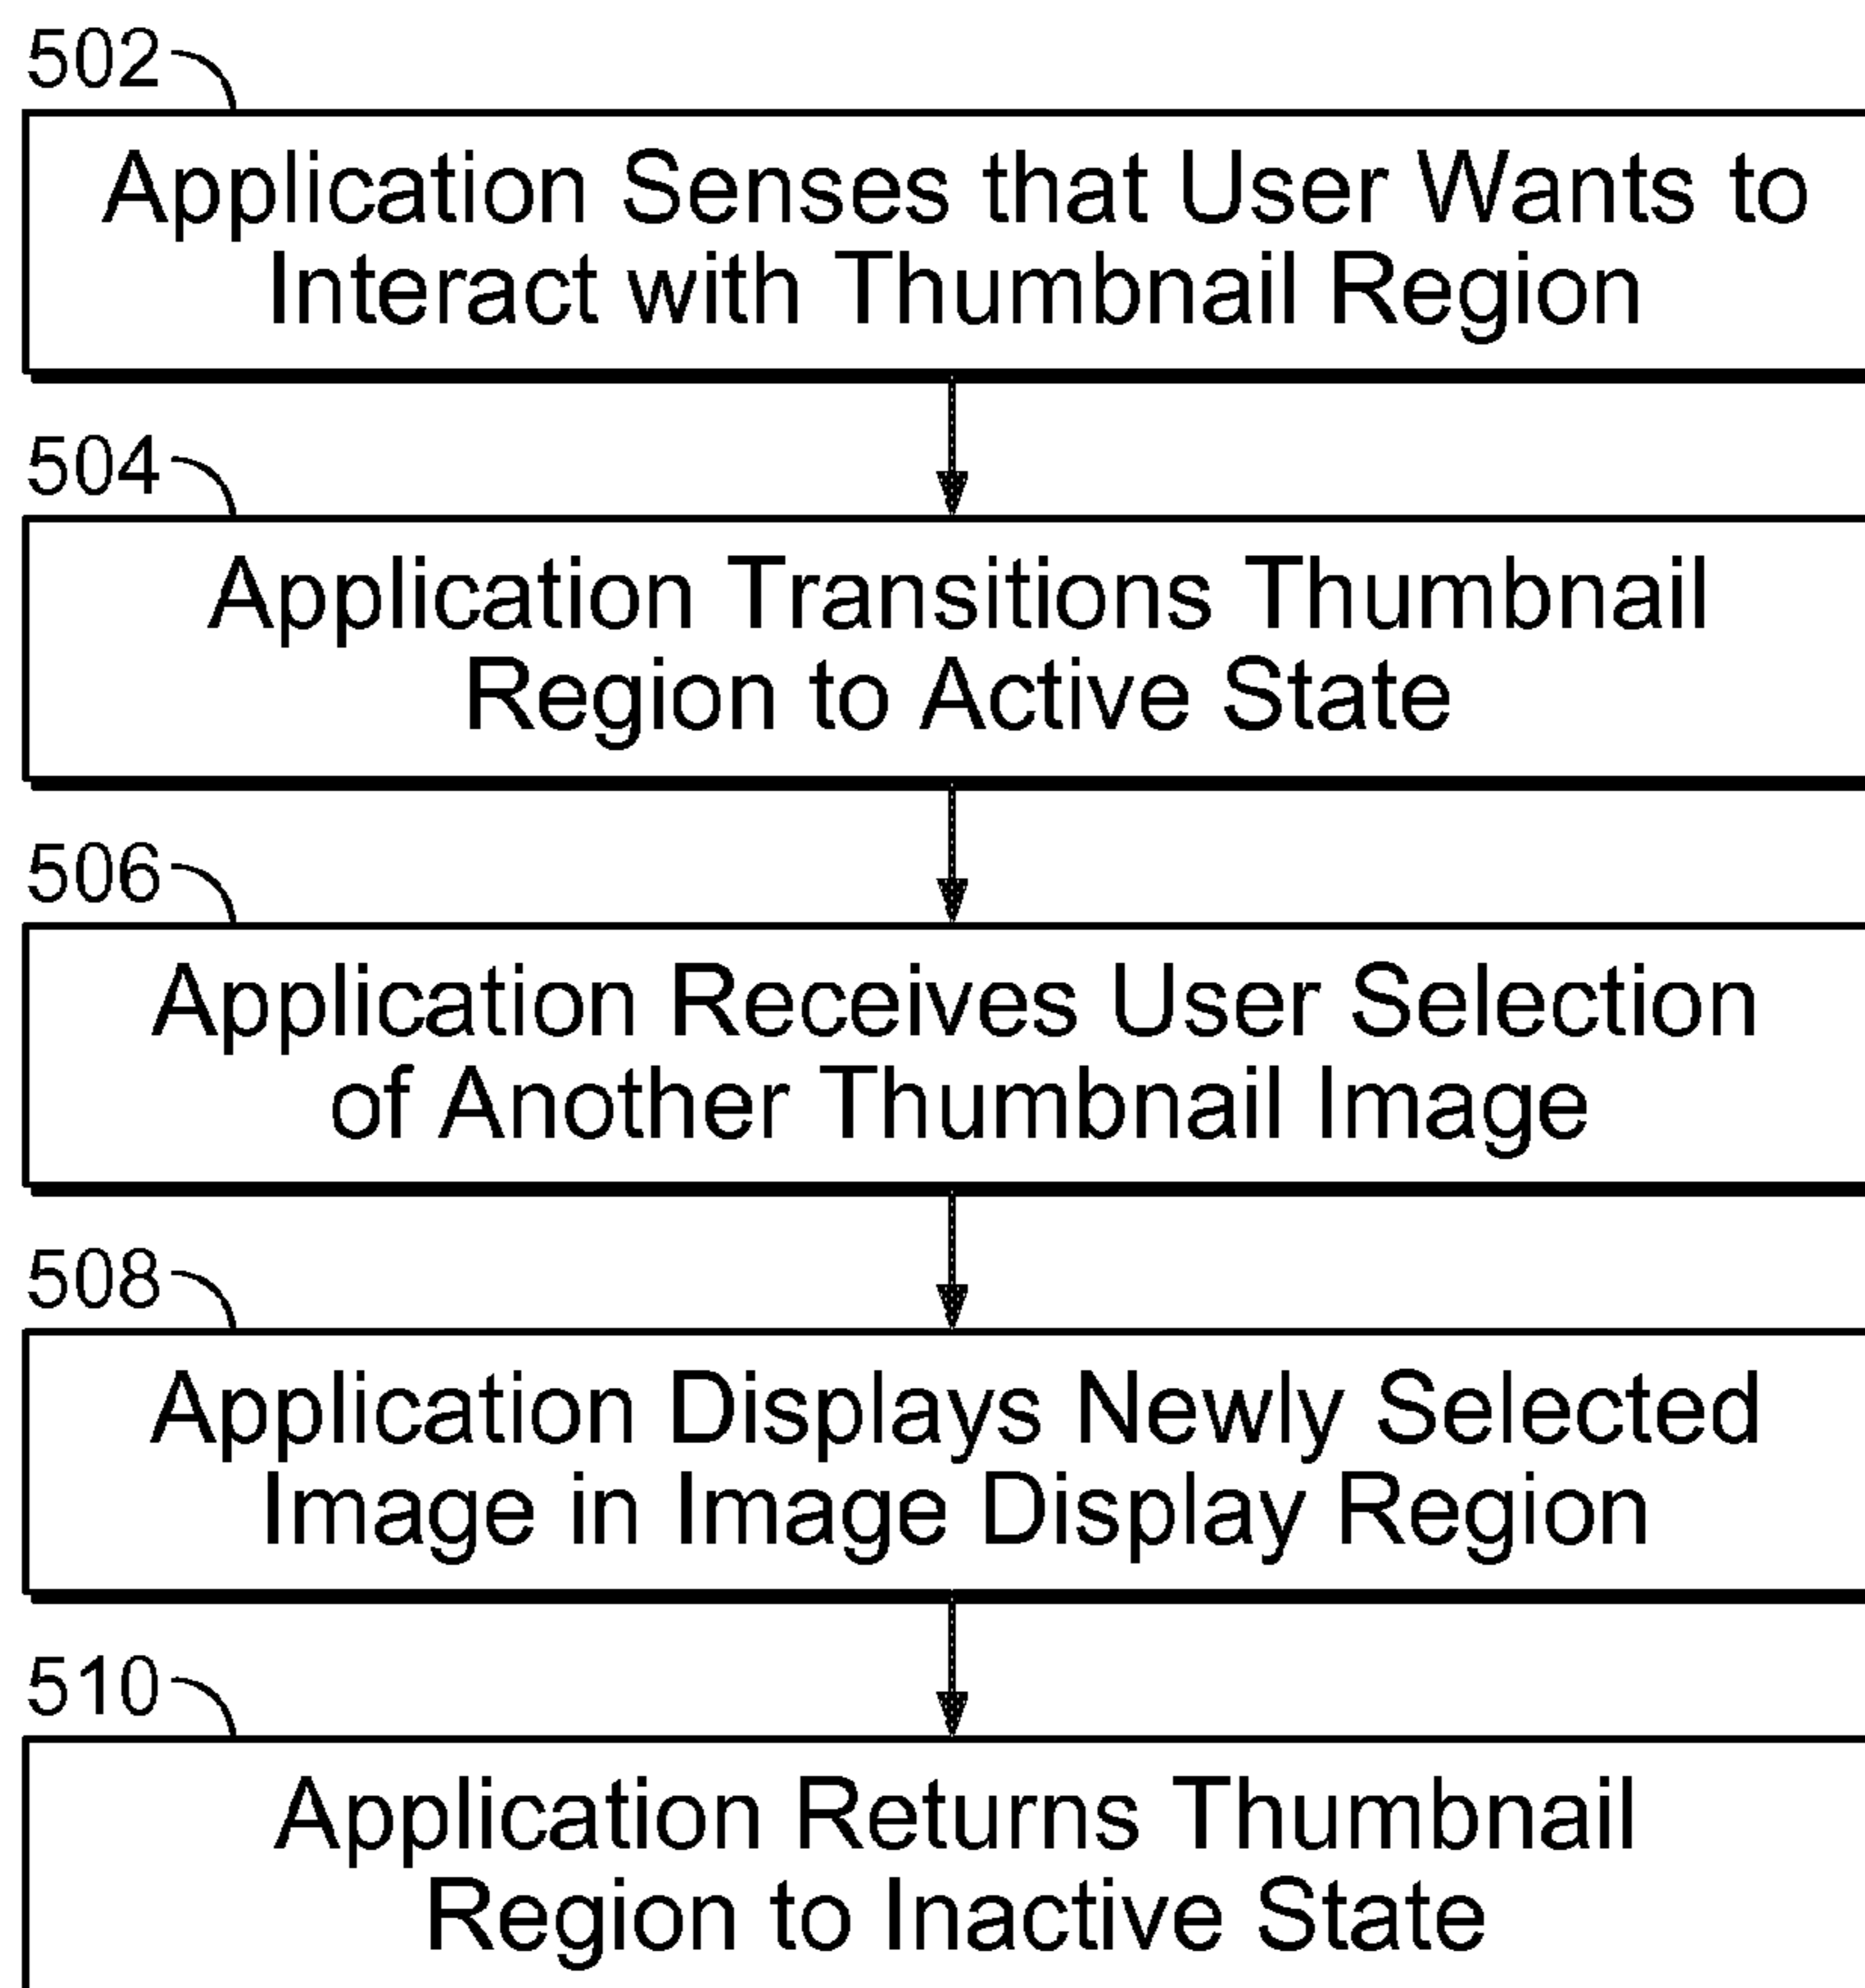 502
Application Senses that User Wants to
Interact with Thumbnail Region
504
Application Transitions Thumbnail
Region to Active State
506
Application Receives User Selection
of Another Thumbnail Image
508
Application Displays Newly Selected
Image in Image Display Region
510
Application Returns Thumbnail
Region to Inactive State